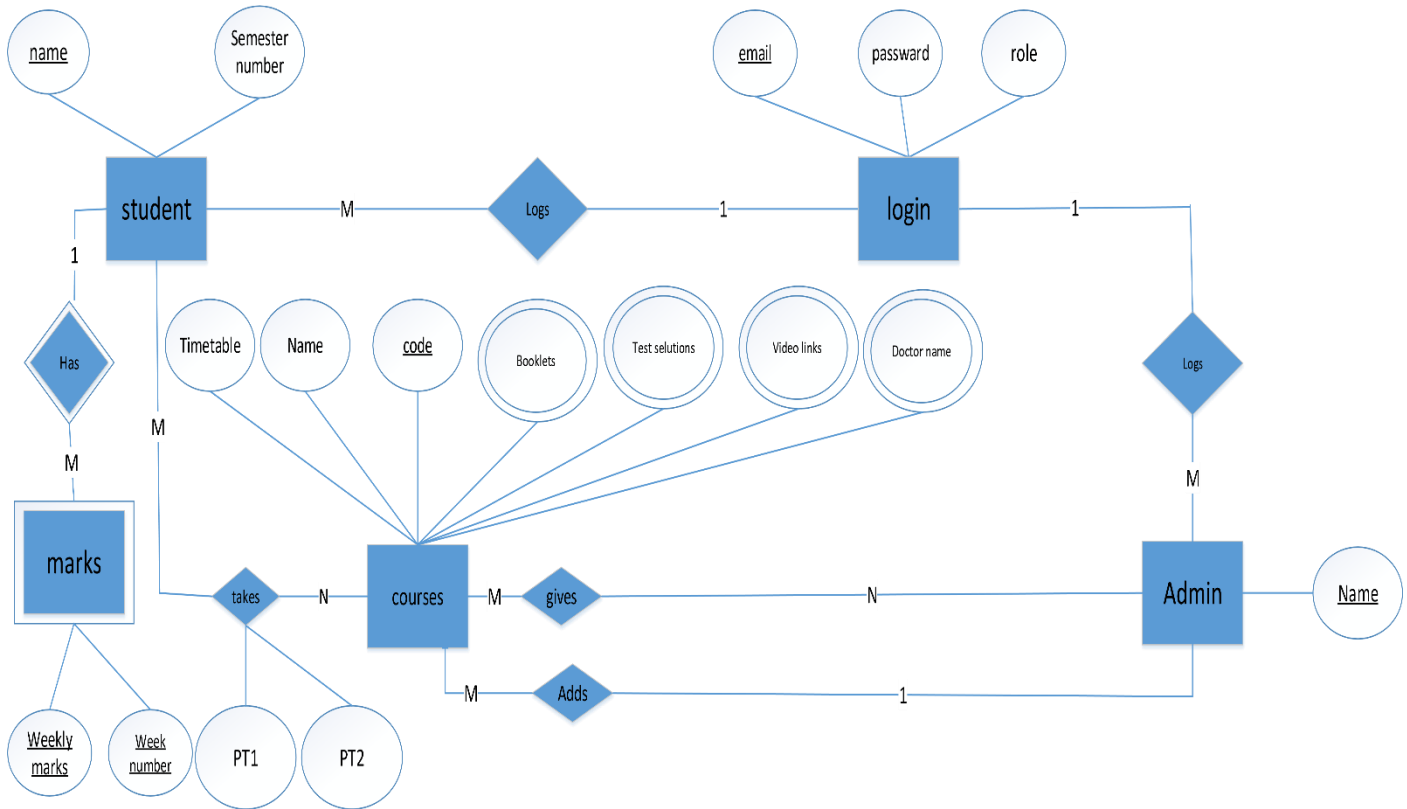 name
Semester
number
email
passward
role
student
M
Logs
1
login
1
1
Timetable
Name
code
Booklets
Test selutions
Video links
Doctor name
Has
Logs
M
M
M
marks
takes
N
courses
M
gives
N
Admin
Name
M
Adds
1
Weekly
marks
Week
number
PT1
PT2